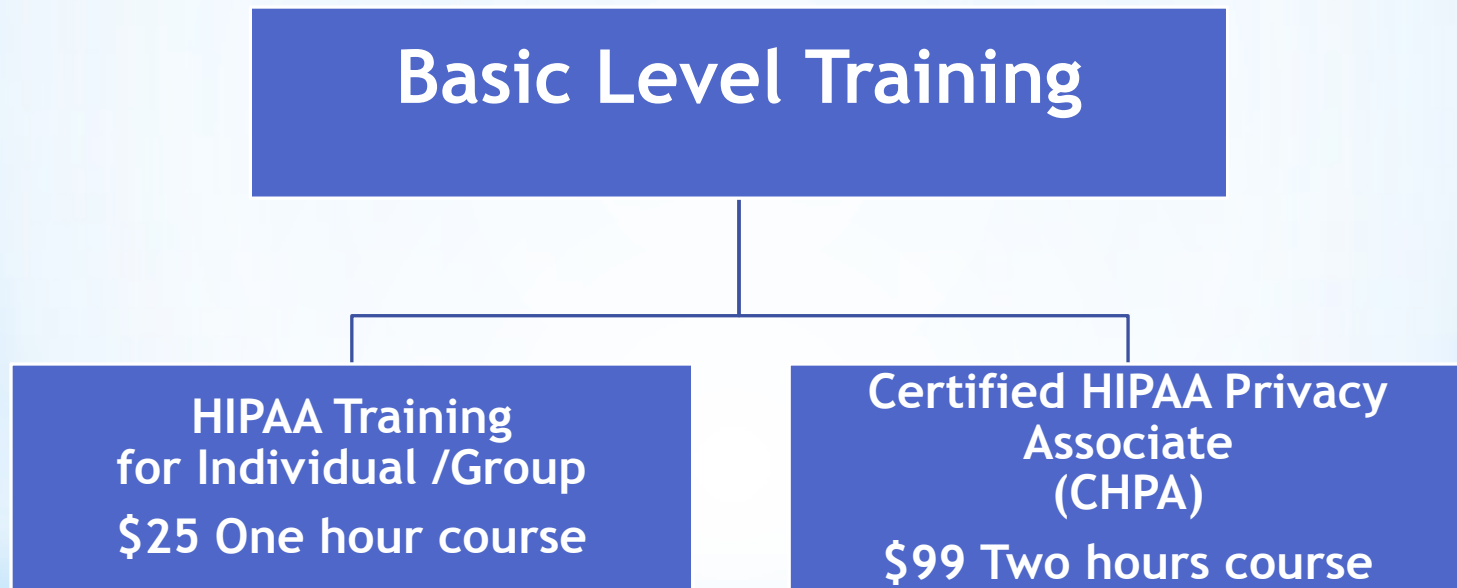 Basic Level Training
HIPAA Training
for Individual /Group
$25 One hour course
Certified HIPAA Privacy
Associate
(CHPA)
$99 Two hours course